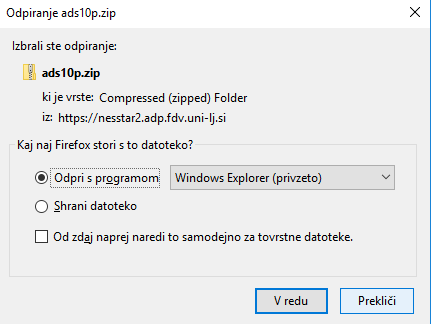 Odpiranje ads10p.zip
Izbrali ste odpiranje:
ads10p.zip
ki je vrste: Compressed (zipped) Folder
iz: https://nesstar2.adp.fdv.uni-lj.si
Kaj naj Firefox stori s to datoteko?
Odpri s programom Windows Explorer (privzeto)
Shrani datoteko
Od zdaj naprej naredi to samodejno za tovrstne datoteke.
V redu Prekliči